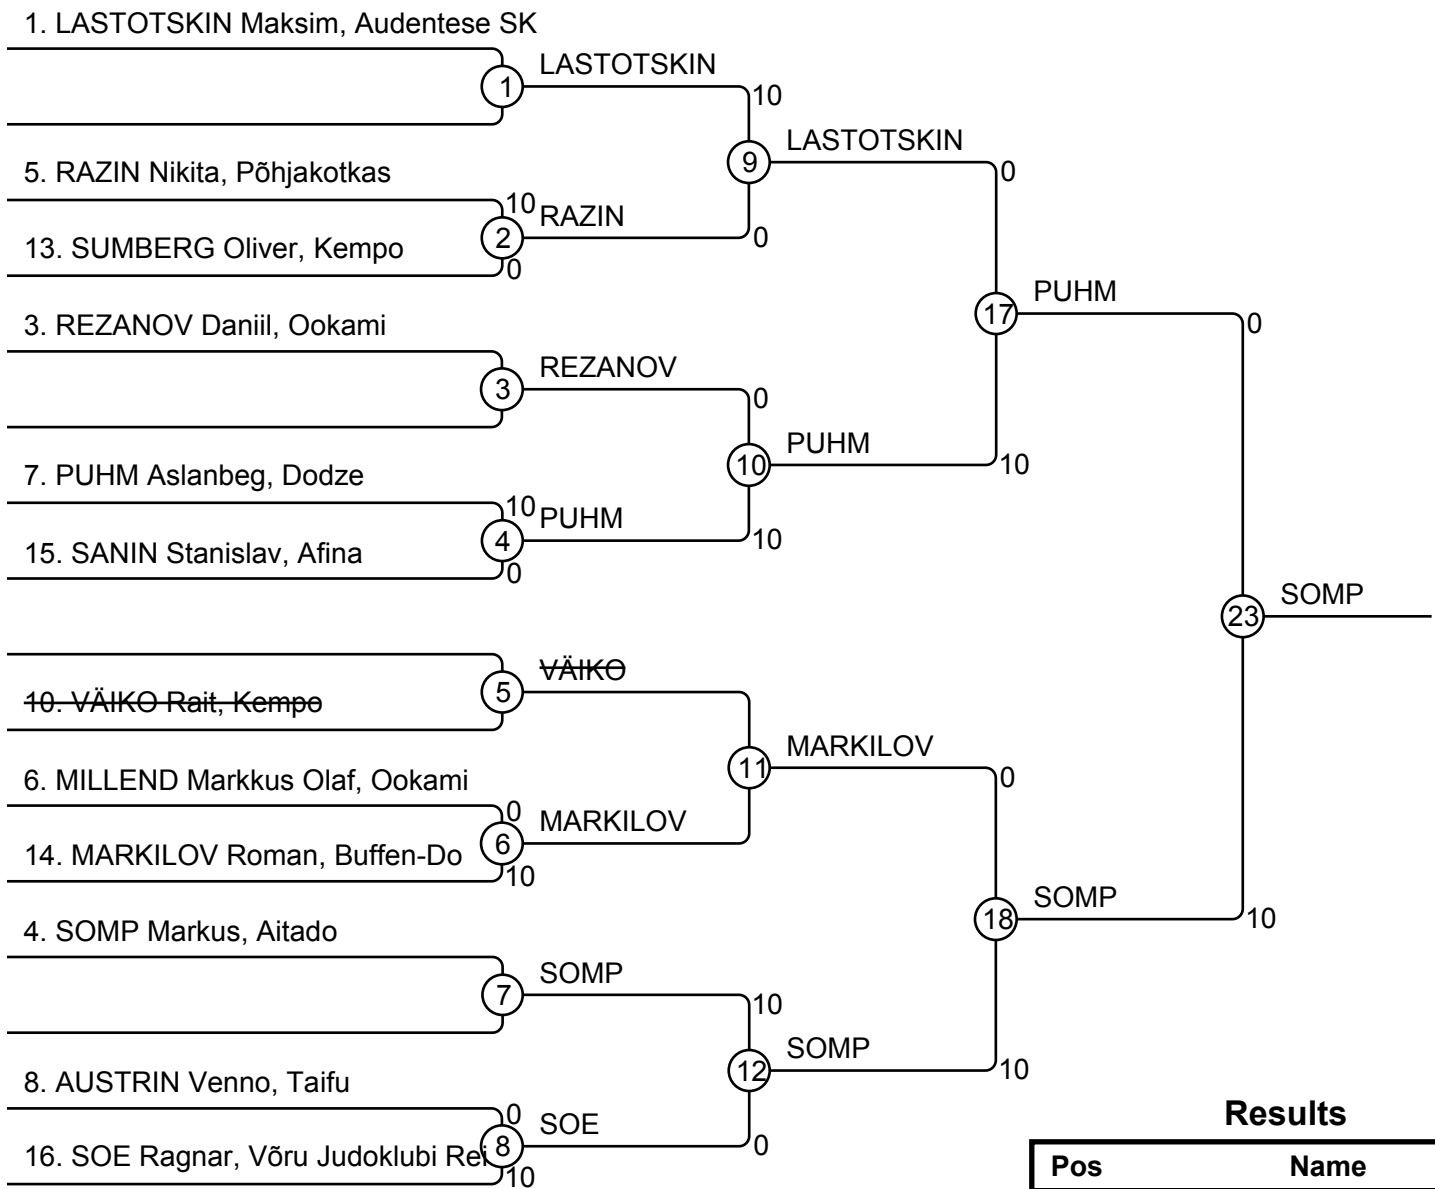 1. LASTOTSKIN Maksim, Audentese SK
LASTOTSKIN
1
10
LASTOTSKIN
9
0
5. RAZIN Nikita, Põhjakotkas
10
RAZIN
2
0
13. SUMBERG Oliver, Kempo
0
PUHM
17
0
3. REZANOV Daniil, Ookami
REZANOV
3
0
PUHM
10
10
7. PUHM Aslanbeg, Dodze
10
PUHM
4
10
15. SANIN Stanislav, Afina
0
SOMP
23
VÄIKO
5
10. VÄIKO Rait, Kempo
MARKILOV
11
0
6. MILLEND Markkus Olaf, Ookami
0
MARKILOV
6
14. MARKILOV Roman, Buffen-Do
10
SOMP
18
10
4. SOMP Markus, Aitado
SOMP
7
10
SOMP
12
10
8. AUSTRIN Venno, Taifu
0
SOE
8
0
16. SOE Ragnar, Võru Judoklubi Rei
10
Results
Pos Name